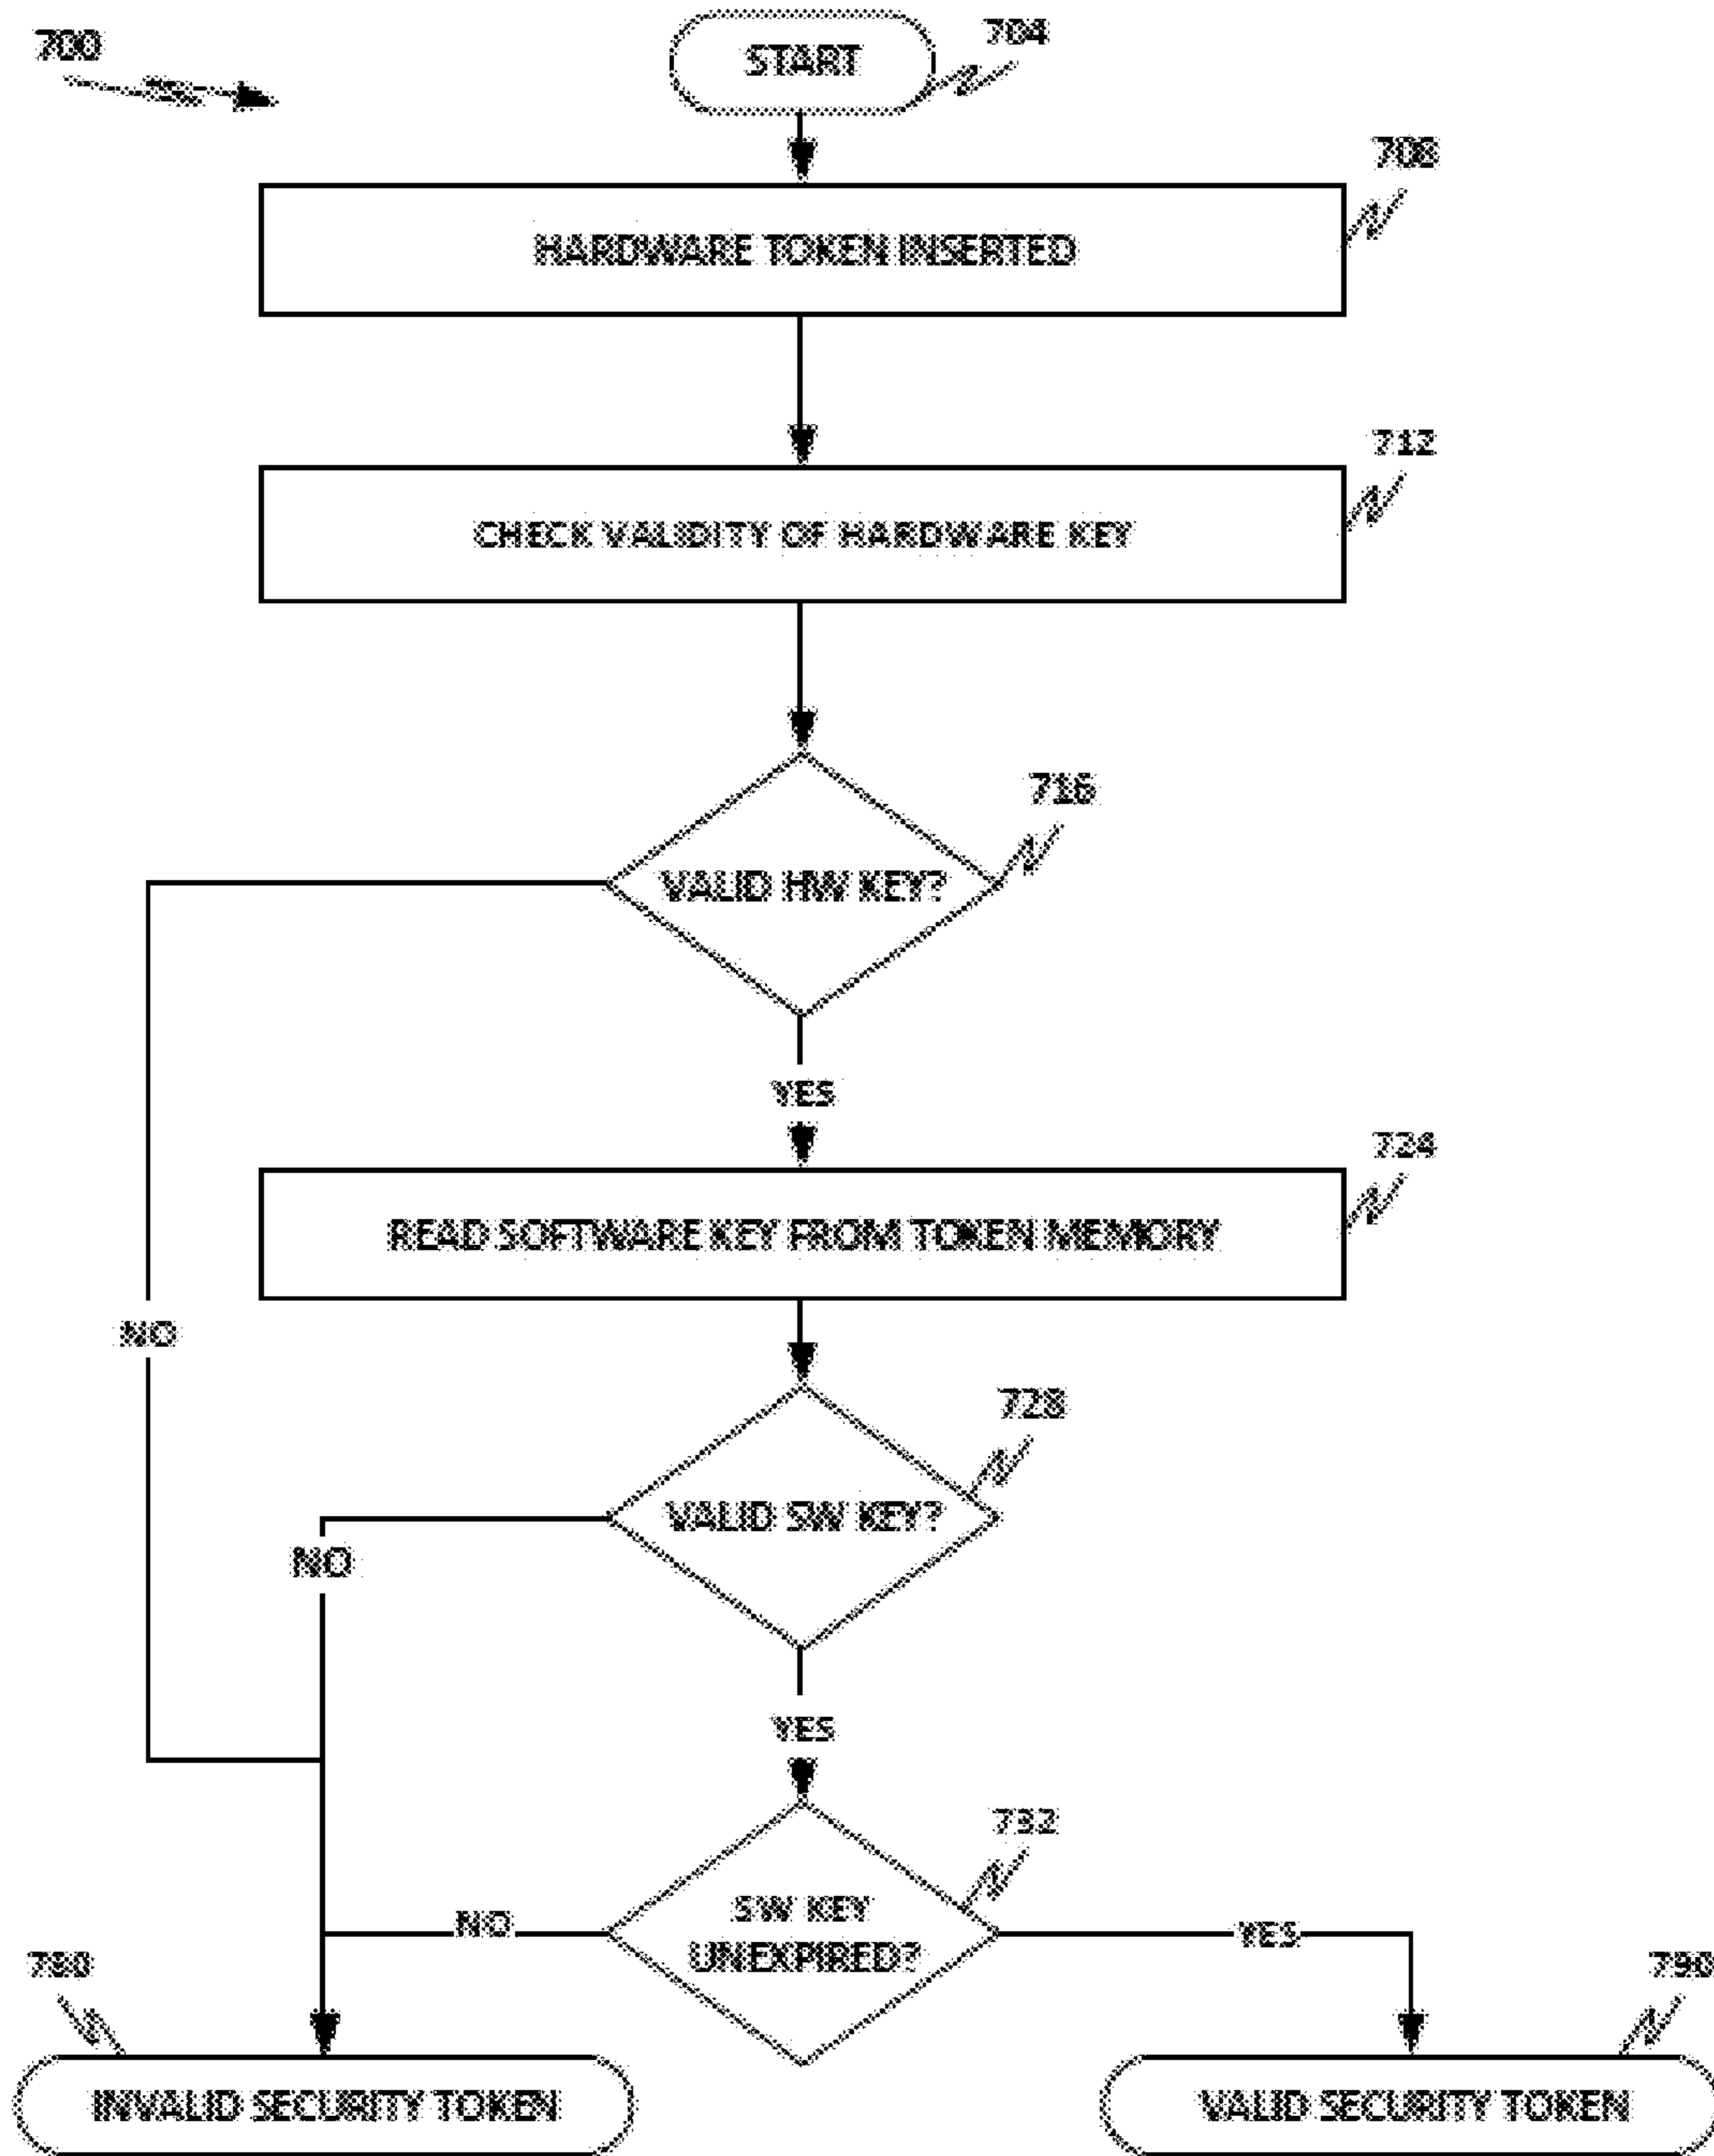 700
START
704
708
HARDWARE TOKEN INSERTED
712
CHECK VALIDITY OF HARDWARE KEY
716
VALID HW KEY?
YES
724
READ SOFTWARE KEY FROM TOKEN MEMORY
NO
728
VALID SW KEY?
NO
YES
732
SW KEY
UNEXPIRED?
NO
YES
780
790
INVALID SECURITY TOKEN
VALID SECURITY TOKEN